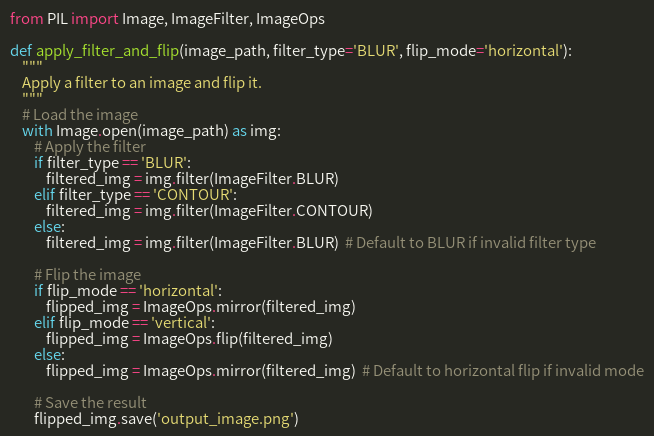 from PIL import Image, ImageFilter, ImageOps

def apply_filter_and_flip(image_path, filter_type='BLUR', flip_mode='horizontal'):
    """
    Apply a filter to an image and flip it.
    """
    # Load the image
    with Image.open(image_path) as img:
        # Apply the filter
        if filter_type == 'BLUR':
            filtered_img = img.filter(ImageFilter.BLUR)
        elif filter_type == 'CONTOUR':
            filtered_img = img.filter(ImageFilter.CONTOUR)
        else:
            filtered_img = img.filter(ImageFilter.BLUR)  # Default to BLUR if invalid filter type

        # Flip the image
        if flip_mode == 'horizontal':
            flipped_img = ImageOps.mirror(filtered_img)
        elif flip_mode == 'vertical':
            flipped_img = ImageOps.flip(filtered_img)
        else:
            flipped_img = ImageOps.mirror(filtered_img)  # Default to horizontal flip if invalid mode

        # Save the result
        flipped_img.save('output_image.png')